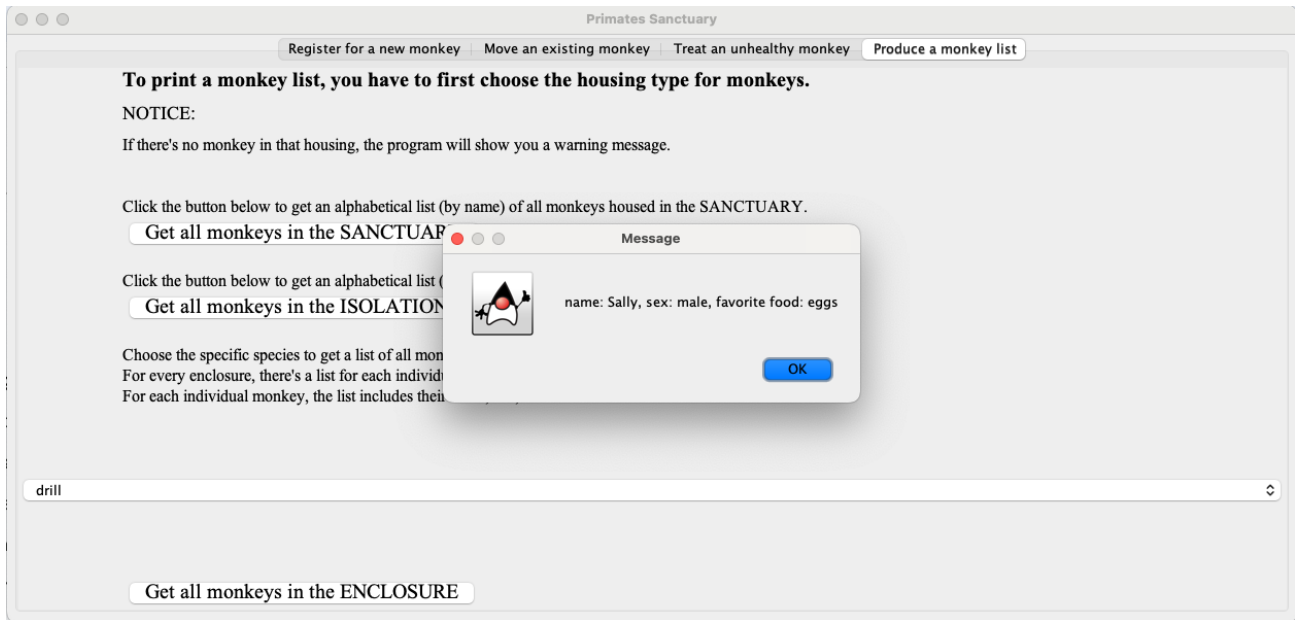 Primates Sanctuary
Register for a new monkey Move an existing monkey Treat an unhealthy monkey Produce a monkey list
To print a monkey list, you have to first choose the housing type for monkeys.
NOTICE:
If there's no monkey in that housing, the program will show you a warning message.
Click the button below to get an alphabetical list (by name) of all monkeys housed in the SANCTUARY.
Get all monkeys in the SANCTUAR
Message
Click the button below to get an alphabetical list (
name: Sally, sex: male, favorite food: eggs
Get all monkeys in the ISOLATION
Choose the specific species to get a list of all mon
OK
For every enclosure, there's a list for each individ
For each individual monkey, the list includes their
drill
Get all monkeys in the ENCLOSURE